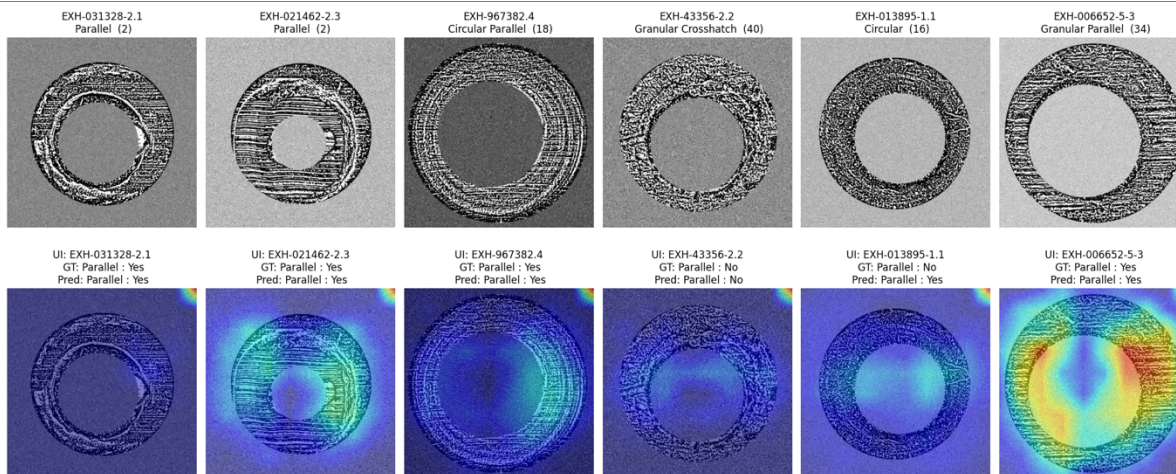 EXH-031328-2.1
Parallel (2)
EXH-021462-2.3
Parallel (2)
EXH-967382.4
Circular Parallel (18)
EXH-43356-2.2
Granular Crosshatch (40)
EXH-013895-1.1
Circular (16)
EXH-006652-5-3
Granular Parallel (34)
UI: EXH-031328-2.1
GT: Parallel : Yes
Pred: Parallel : Yes
UI: EXH-021462-2.3
GT: Parallel : Yes
Pred: Parallel : Yes
UI: EXH-967382.4
GT: Parallel : Yes
Pred: Parallel : Yes
UI: EXH-43356-2.2
GT: Parallel : No
Pred: Parallel : No
UI: EXH-013895-1.1
GT: Parallel : No
Pred: Parallel : Yes
UI: EXH-006652-5-3
GT: Parallel : Yes
Pred: Parallel : Yes